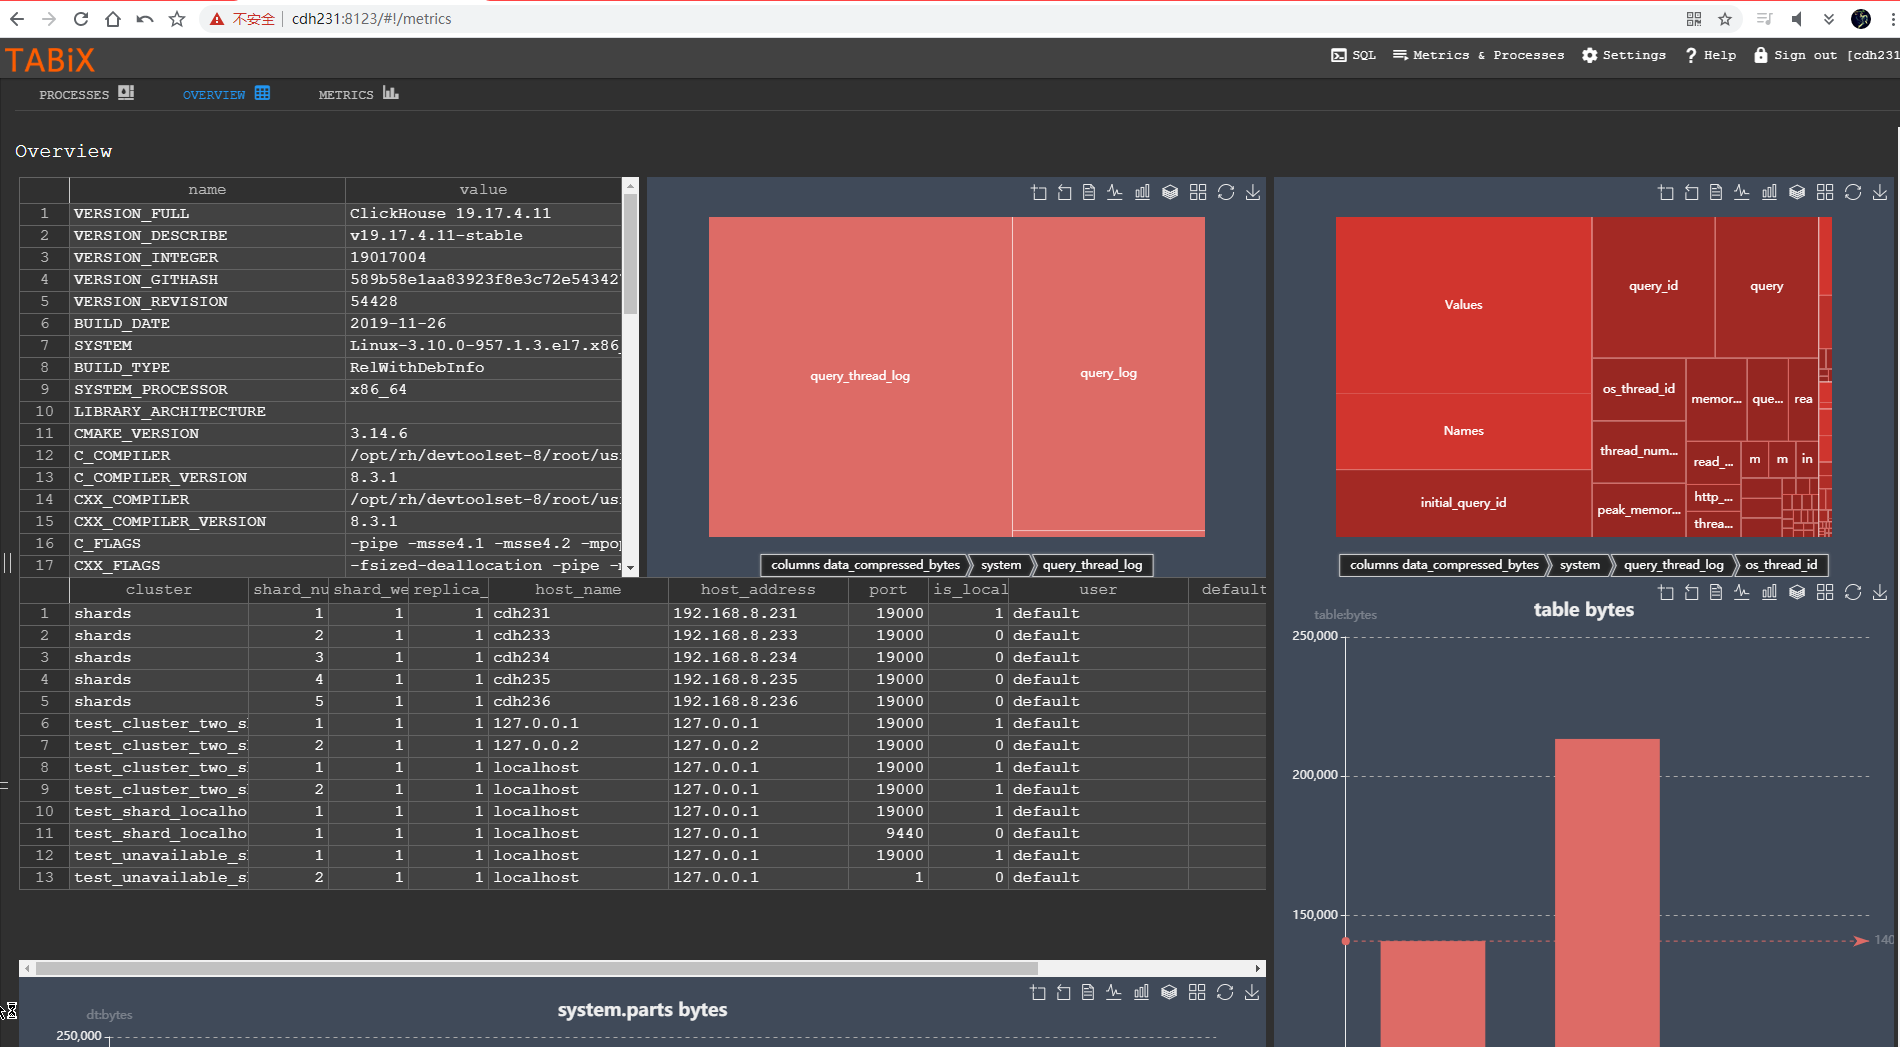 不安全 cdh231:8123/#!/metrics
TABiX
SQL Metrics & Processes Settings ? Help Sign out [cdh231
PROCESSES OVERVIEW METRICS
Overview
name value
1 VERSION_FULL ClickHouse 19.17.4.11
2 VERSION_DESCRIBE v19.17.4.11-stable
3 VERSION_INTEGER 19017004
4 VERSION_GITHASH 589b58e1aa83923f8e3c72e543427
5 VERSION_REVISION 54428
6 BUILD_DATE 2019-11-26
7 SYSTEM Linux-3.10.0-957.1.3.el7.x86_
8 BUILD_TYPE RelWithDebInfo
9 SYSTEM_PROCESSOR x86_64
10 LIBRARY_ARCHITECTURE
11 CMAKE_VERSION 3.14.6
12 C_COMPILER /opt/rh/devtoolset-8/root/us
13 C_COMPILER_VERSION 8.3.1
14 CXX_COMPILER /opt/rh/devtoolset-8/root/us
15 CXX_COMPILER_VERSION 8.3.1
16 C_FLAGS -pipe -msse4.1 -msse4.2 -mpo
17 CXX_FLAGS -fsized-deallocation -pipe -
query_thread_log
query_log
columns data_compressed_bytes system query_thread_log
Values
Names
initial_query_id
query_id
query
os_thread_id
memor...
que...
rea
thread_num...
read_...
m
m
in
http_...
peak_memor...
threa...
columns data_compressed_bytes system query_thread_log os_thread_id
cluster shard_nu shard_we replica_ host_name host_address port is_local user default
1 shards 1 1 1 cdh231 192.168.8.231 19000 1 default
2 shards 2 1 1 cdh233 192.168.8.233 19000 0 default
3 shards 3 1 1 cdh234 192.168.8.234 19000 0 default
4 shards 4 1 1 cdh235 192.168.8.235 19000 0 default
5 shards 5 1 1 cdh236 192.168.8.236 19000 0 default
6 test_cluster_two_s 1 1 1 127.0.0.1 127.0.0.1 19000 1 default
7 test_cluster_two_s 2 1 1 127.0.0.2 127.0.0.2 19000 0 default
8 test_cluster_two_s 1 1 1 localhost 127.0.0.1 19000 1 default
9 test_cluster_two_s 2 1 1 localhost 127.0.0.1 19000 1 default
10 test_shard_localho 1 1 1 localhost 127.0.0.1 19000 1 default
11 test_shard_localho 1 1 1 localhost 127.0.0.1 9440 0 default
12 test_unavailable_s 1 1 1 localhost 127.0.0.1 19000 1 default
13 test_unavailable_s 2 1 1 localhost 127.0.0.1 1 0 default
table bytes
table:bytes
250,000
200,000
150,000
140
system.parts bytes
dt:bytes
250,000